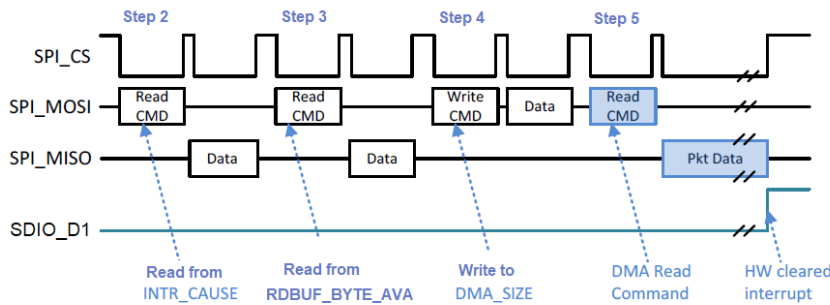 Step 2 Step 3 Step 4 Step 5
SPI_CS
SPI_MOSI Read CMD Read CMD Write CMD Data Read CMD
SPI_MISO Data Data Pkt Data
SDIO_D1
Read from INTR_CAUSE
Read from RDBUF_BYTE_AVA
Write to DMA_SIZE
DMA Read Command
HW cleared interrupt